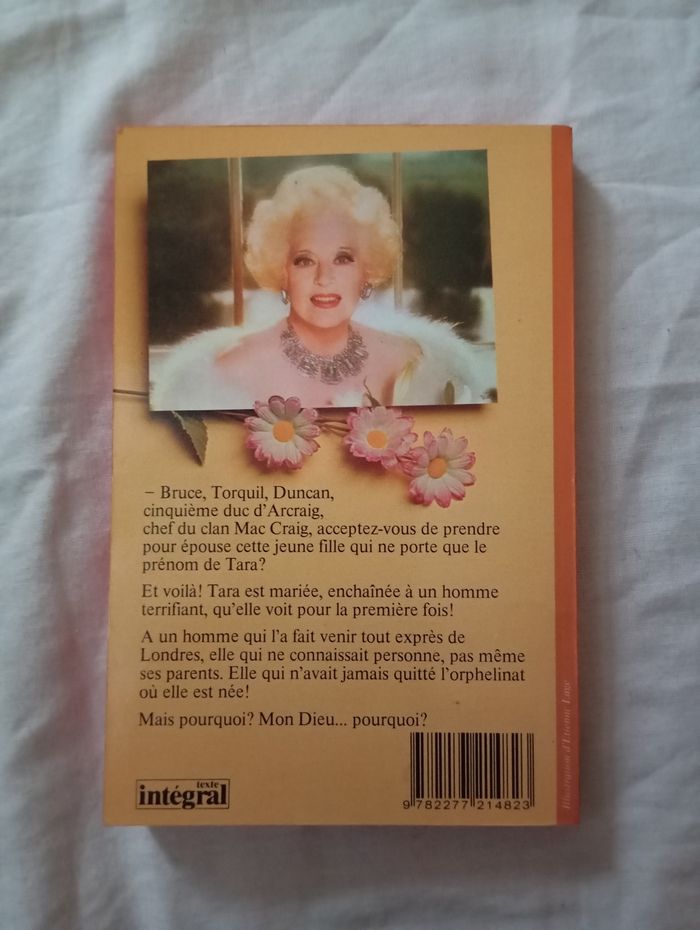 – Bruce, Torquil, Duncan,
cinquième duc d'Arcraig,
chef du clan Mac Craig, acceptez-vous de prendre
pour épouse cette jeune fille qui ne porte que le
prénom de Tara?
Et voilà! Tara est mariée, enchaînée à un homme
terrifiant, qu'elle voit pour la première fois!
A un homme qui l'a fait venir tout exprès de
Londres, elle qui ne connaissait personne, pas même
ses parents. Elle qui n'avait jamais quitté l'orphelinat
où elle est née!
Mais pourquoi? Mon Dieu... pourquoi?
texte
intégral
9 782277 214823
Illustration d'Etienne Lage